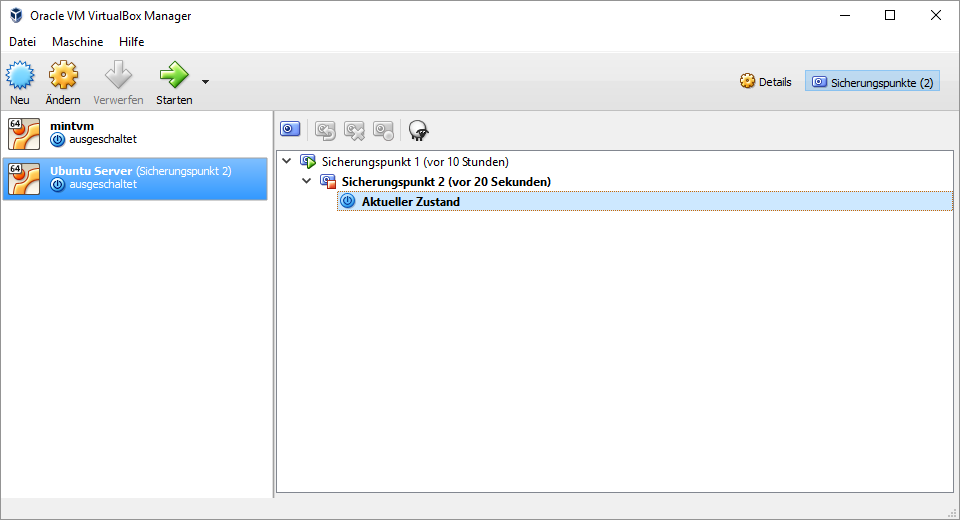 Oracle VM VirtualBox Manager
Datei Maschine Hilfe
Neu Ändern Verwerfen Starten
Details Sicherungspunkte (2)
64 mintvm
ausgeschaltet
64 Ubuntu Server (Sicherungspunkt 2)
ausgeschaltet
Sicherungspunkt 1 (vor 10 Stunden)
Sicherungspunkt 2 (vor 20 Sekunden)
Aktueller Zustand